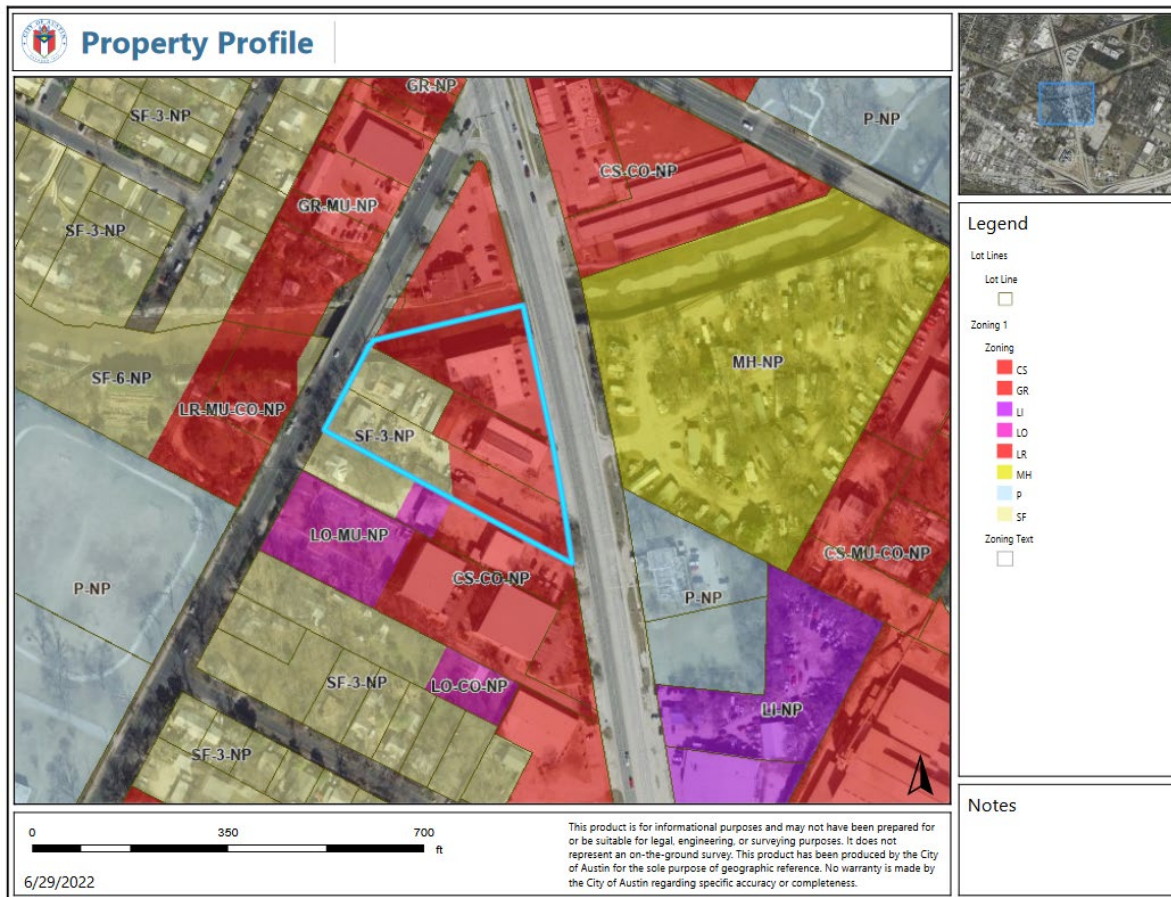 Property Profile
GR-NP
SF-3-NP
P-NP
CS-CO-NP
GR-MU-NP
SF-3-NP
MH-NP
SF-6-NP
LR-MU-CO-NP
SF-3-NP
LO-MU-NP
CS-CO-NP
CS-MU-CO-NP
P-NP
P-NP
SF-3-NP
LO-CO-NP
LI-NP
SF-3-NP
Legend
Lot Lines
Lot Line
Zoning 1
Zoning
CS
GR
LI
LO
LR
MH
P
SF
Zoning Text
Notes
0 350 700
ft
6/29/2022
This product is for informational purposes and may not have been prepared for
or be suitable for legal, engineering, or surveying purposes. It does not
represent an on-the-ground survey. This product has been produced by the City
of Austin for the sole purpose of geographic reference. No warranty is made by
the City of Austin regarding specific accuracy or completeness.